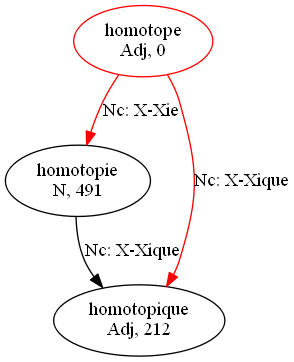 homotope
Adj, 0
Nc: X-Xie
homotopie
N, 491
Nc: X-Xique
Nc: X-Xique
homotopique
Adj, 212